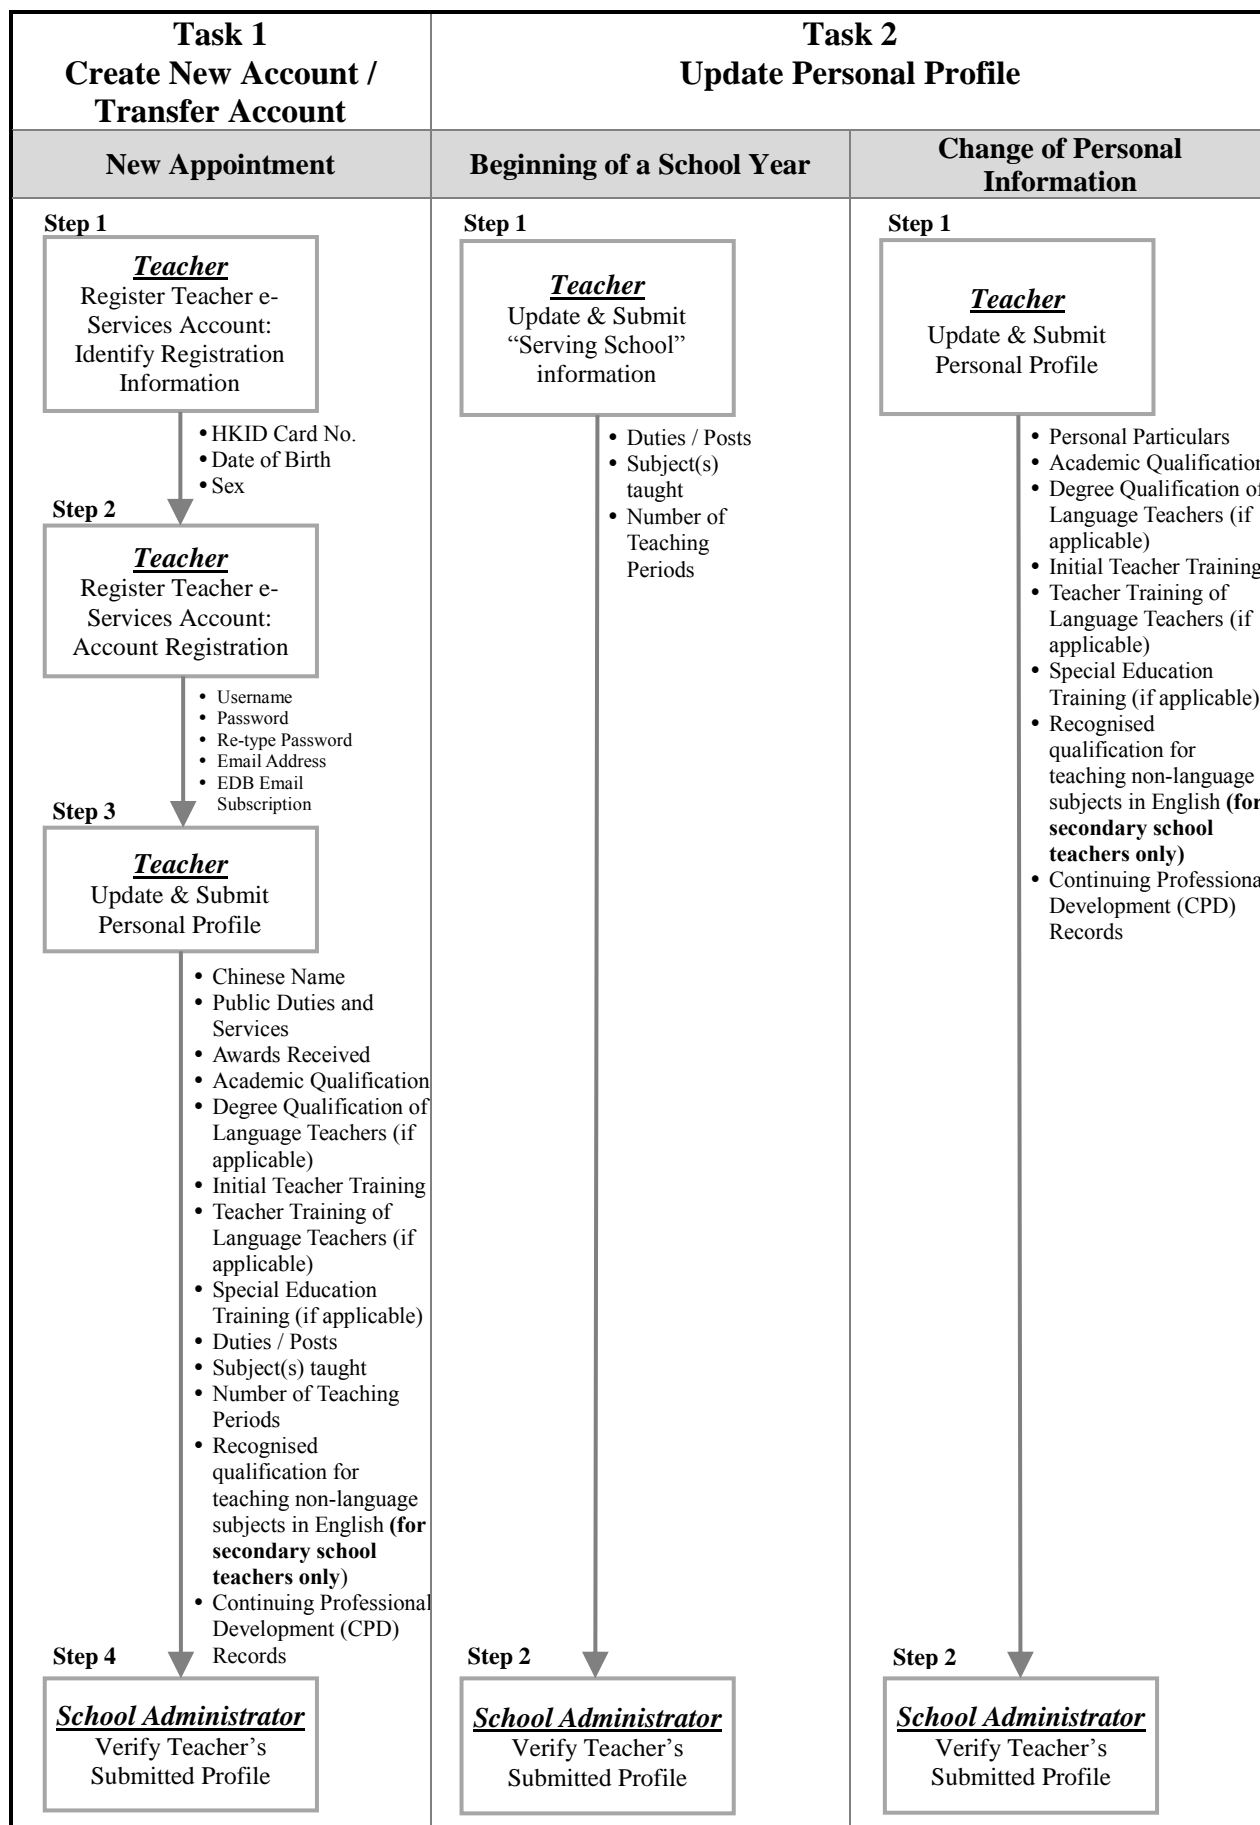 Task 1
Create New Account /
Transfer Account
Task 2
Update Personal Profile
New Appointment
Beginning of a School Year
Change of Personal
Information
Step 1
Teacher
Register Teacher e-
Services Account:
Identify Registration
Information
• HKID Card No.
• Date of Birth
• Sex
Step 2
Teacher
Register Teacher e-
Services Account:
Account Registration
• Username
• Password
• Re-type Password
• Email Address
• EDB Email
Subscription
Step 3
Teacher
Update & Submit
Personal Profile
• Chinese Name
• Public Duties and
Services
• Awards Received
• Academic Qualification
• Degree Qualification of
Language Teachers (if
applicable)
• Initial Teacher Training
• Teacher Training of
Language Teachers (if
applicable)
• Special Education
Training (if applicable)
• Duties / Posts
• Subject(s) taught
• Number of Teaching
Periods
• Recognised
qualification for
teaching non-language
subjects in English (for
secondary school
teachers only)
• Continuing Professional
Development (CPD)
Records
Step 4
School Administrator
Verify Teacher’s
Submitted Profile
Step 1
Teacher
Update & Submit
“Serving School”
information
• Duties / Posts
• Subject(s)
taught
• Number of
Teaching
Periods
Step 2
School Administrator
Verify Teacher’s
Submitted Profile
Step 1
Teacher
Update & Submit
Personal Profile
• Personal Particulars
• Academic Qualification
• Degree Qualification of
Language Teachers (if
applicable)
• Initial Teacher Training
• Teacher Training of
Language Teachers (if
applicable)
• Special Education
Training (if applicable)
• Recognised
qualification for
teaching non-language
subjects in English (for
secondary school
teachers only)
• Continuing Professiona
Development (CPD)
Records
Step 2
School Administrator
Verify Teacher’s
Submitted Profile